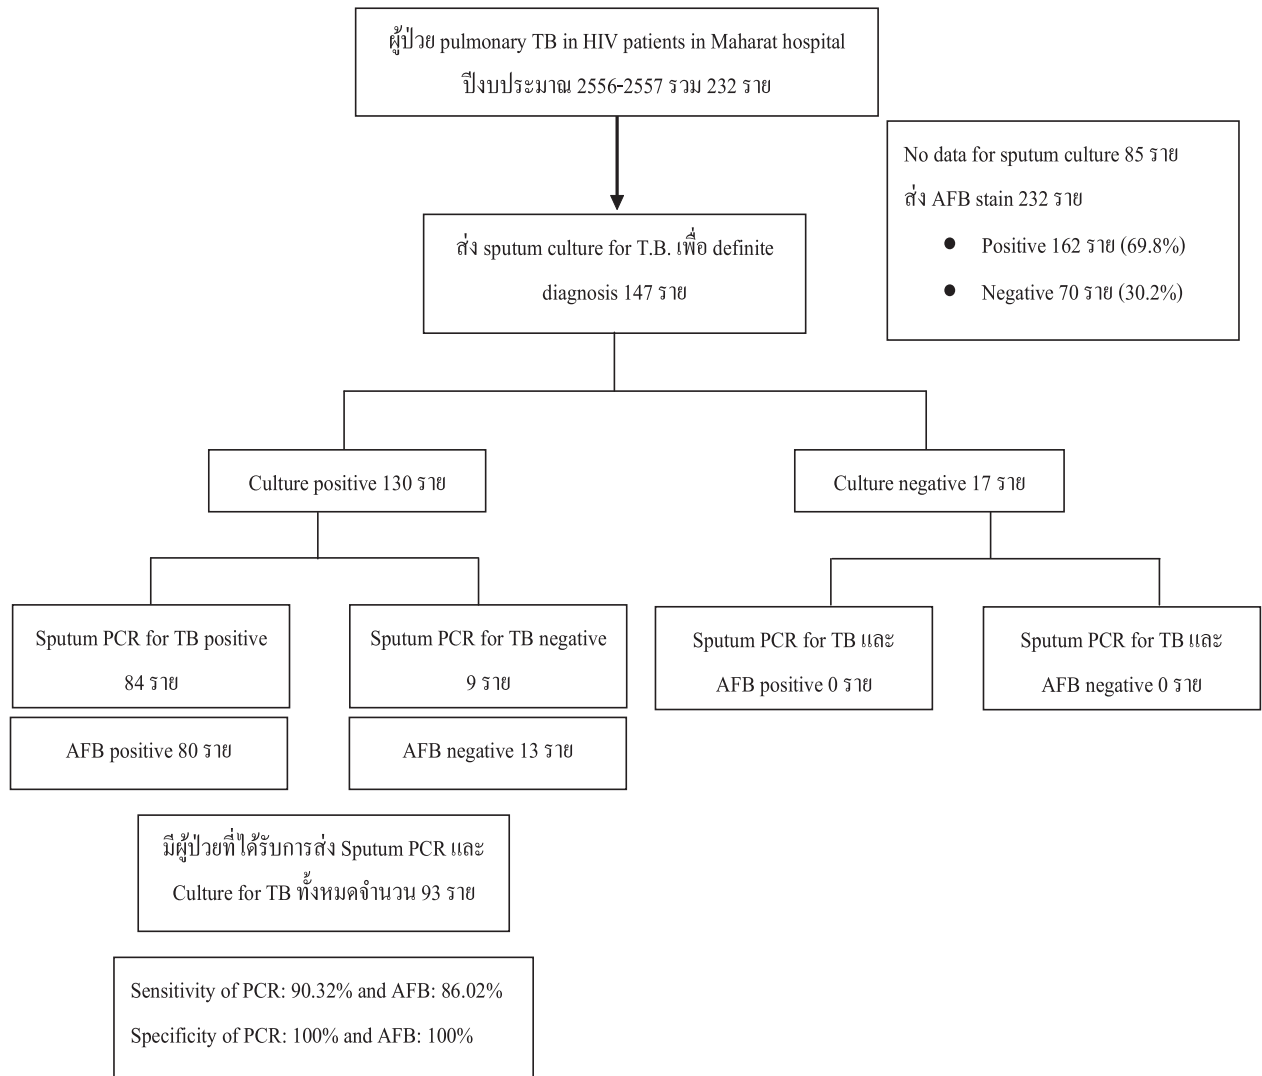 ผู้ป่วย pulmonary TB in HIV patients in Maharat hospital
ปีงบประมาณ 2556-2557 รวม 232 ราย
No data for sputum culture 85 ราย
ส่ง AFB stain 232 ราย
● Positive 162 ราย (69.8%)
● Negative 70 ราย (30.2%)
ส่ง sputum culture for T.B. เพื่อ definite
diagnosis 147 ราย
Culture positive 130 ราย
Culture negative 17 ราย
Sputum PCR for TB positive
84 ราย
Sputum PCR for TB negative
9 ราย
Sputum PCR for TB และ
AFB positive 0 ราย
Sputum PCR for TB และ
AFB negative 0 ราย
AFB positive 80 ราย
AFB negative 13 ราย
มีผู้ป่วยที่ได้รับการส่ง Sputum PCR และ
Culture for TB ทั้งหมดจำนวน 93 ราย
Sensitivity of PCR: 90.32% and AFB: 86.02%
Specificity of PCR: 100% and AFB: 100%